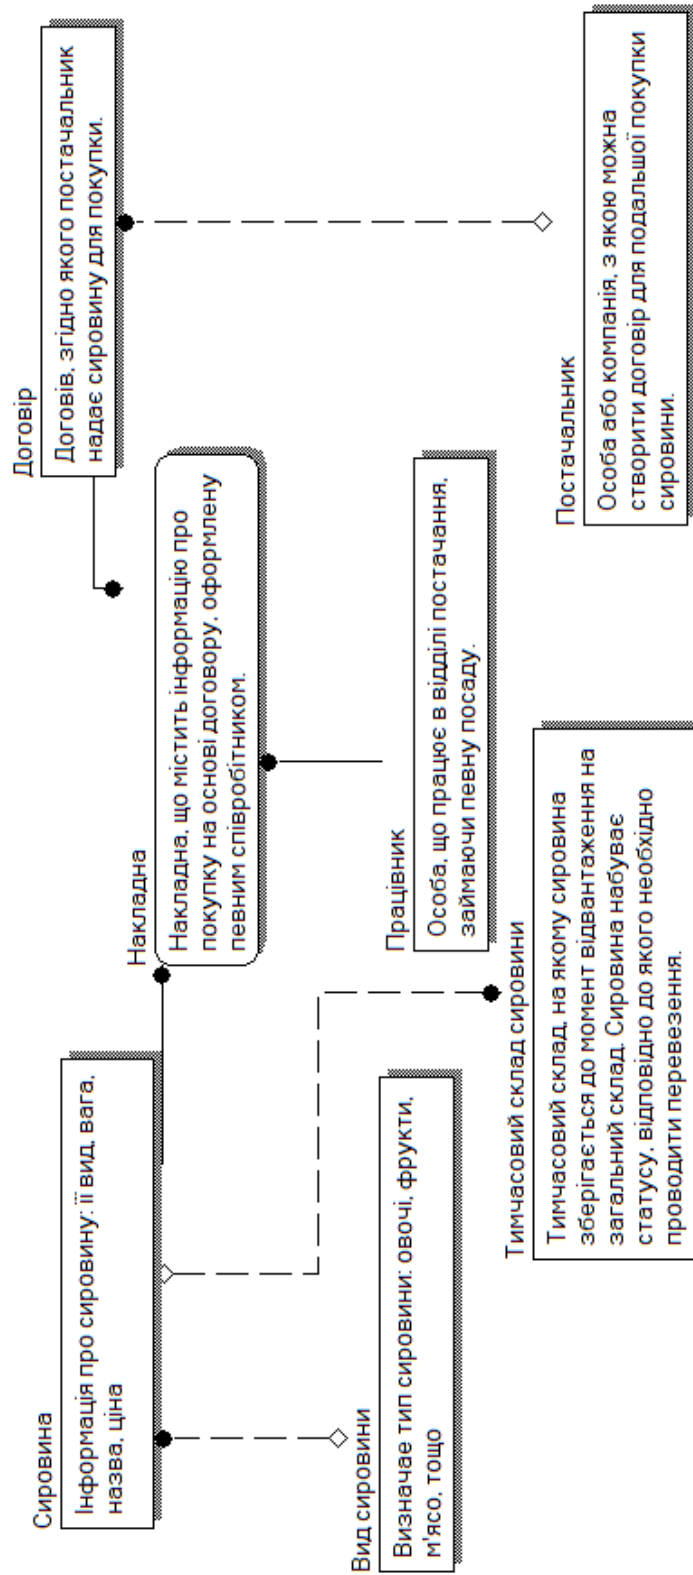 Сировина
Інформація про сировину: її вид, вага,
назва, ціна
Накладна
Накладна, що містить інформацію про
покупку на основі договору, оформлену
певним співробітником.
Договір
Договів, згідно якого постачальник
надає сировину для покупки.
Вид сировини
Визначає тип сировини: овочі, фрукти,
м'ясо, тощо
Працівник
Особа, що працює в відділі постачання,
займаючи певну посаду.
Тимчасовий склад сировини
Тимчасовий склад, на якому сировина
зберігається до момент відвантаження на
загальний склад. Сировина набуває
статусу, відповідно до якого необхідно
проводити перевезення.
Постачальник
Особа або компанія, з якою можна
створити договір для подальшої покупки
сировини.